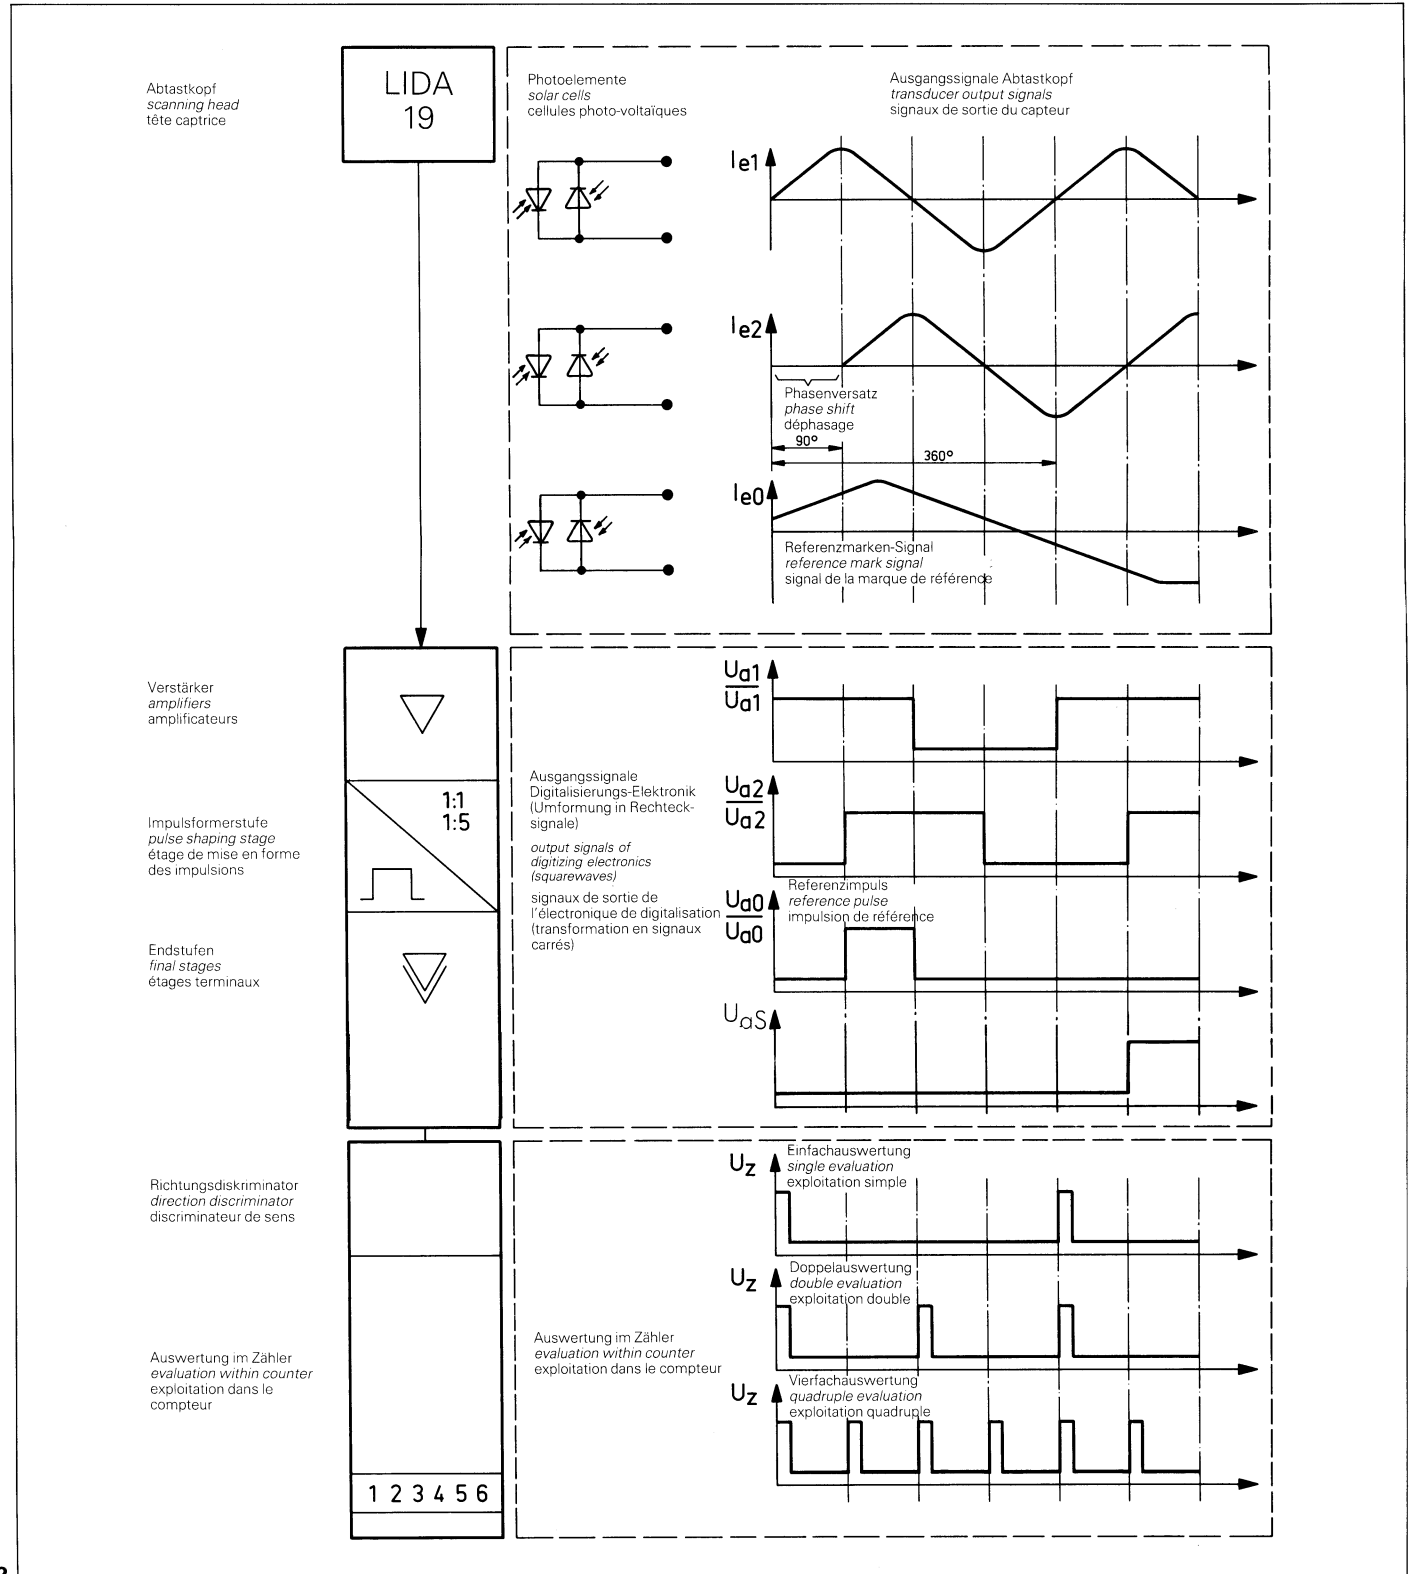 LIDA
19
Abtastkopf
scanning head
tête captrice
Photoelemente
solar cells
cellules photo-voltaïques
Ausgangssignale Abtastkopf
transducer output signals
signaux de sortie du capteur
Ie1
Ie2
Phasenversatz
phase shift
déphasage
90°
360°
Ie0
Referenzmarken-Signal
reference mark signal
signal de la marque de référence
Verstärker
amplifiers
amplificateurs
Impulsformerstufe
pulse shaping stage
étage de mise en forme
des impulsions
1:1
1:5
Endstufen
final stages
étages terminaux
Ausgangssignale
Digitalisierungs-Elektronik
(Umformung in Rechteck-
signale)
output signals of
digitizing electronics
(squarewaves)
signaux de sortie de
l'électronique de digitalisation
(transformation en signaux
carrés)
Ua1
Ua1
Ua2
Ua2
Referenzimpuls
reference pulse
impulsion de référence
Ua0
Ua0
UaS
Richtungsdiskriminator
direction discriminator
discriminateur de sens
Auswertung im Zähler
evaluation within counter
exploitation dans le
compteur
1 2 3 4 5 6
Auswertung im Zähler
evaluation within counter
exploitation dans le compteur
Uz
Einfachauswertung
single evaluation
exploitation simple
Uz
Doppelauswertung
double evaluation
exploitation double
Uz
Vierfachauswertung
quadruple evaluation
exploitation quadruple